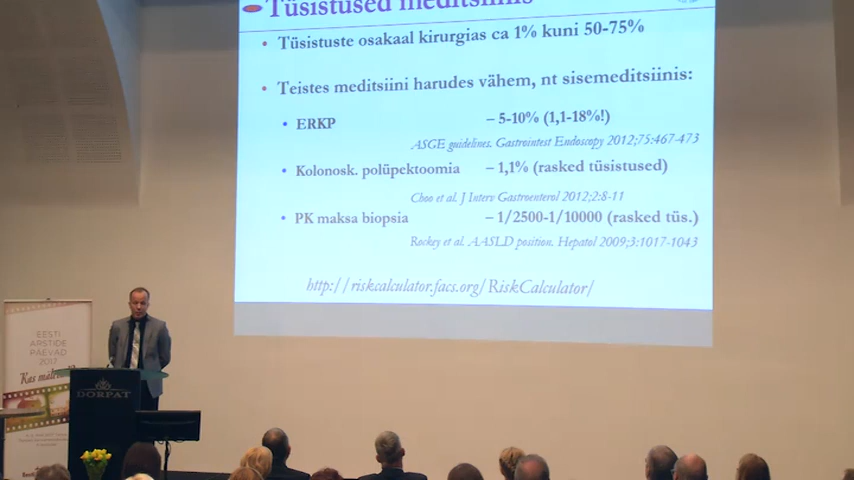 Tüsistused meditsiinis
• Tüsistuste osakaal kirurgias ca 1% kuni 50-75%
• Teistes meditsiini harudes vähem, nt sisemeditsiinis:
• ERKP – 5-10% (1,1-18%!)
ASGE guidelines. Gastrointest Endoscopy 2012;75:467-473
• Kolonosk. polüpektoomia – 1,1% (rasked tüsistused)
Choo et al. J Interv Gastroenterol 2012;2:8-11
• PK maksa biopsia – 1/2500-1/10000 (rasked tüs.)
Rockey et al. AASLD position. Hepatol 2009;3:1017-1043
http://riskcalculator.facs.org/RiskCalculator/
EESTI
ARSTIDE
PÄEVAD
2017
Kas mäletad
DORPAT